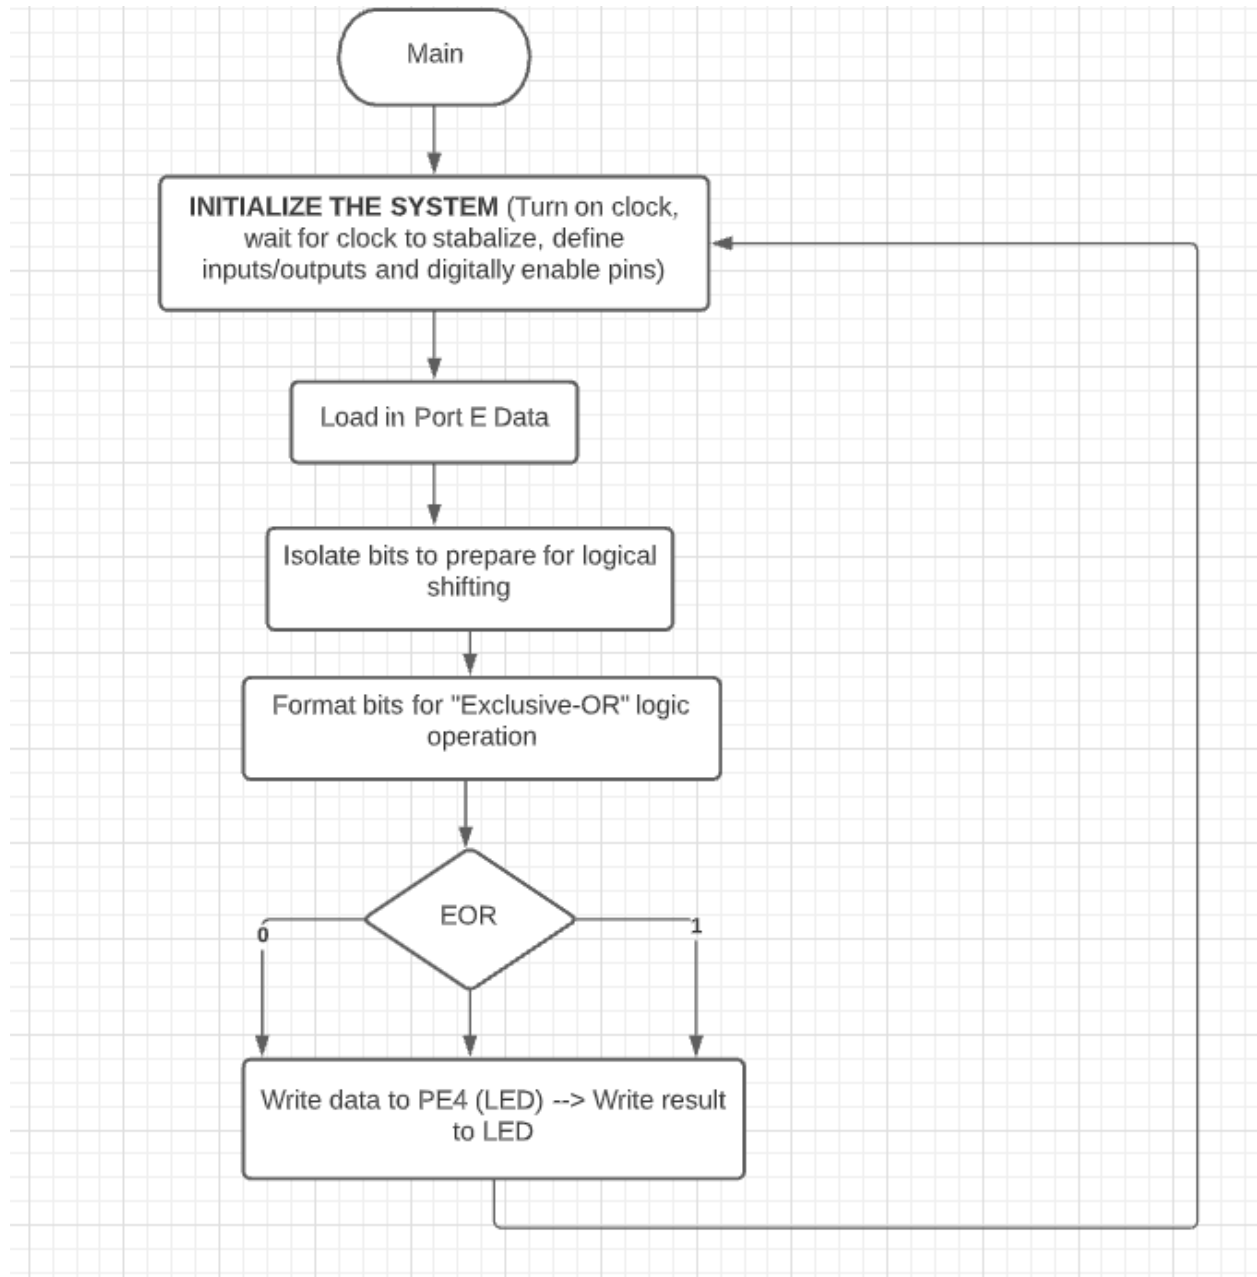 Main
INITIALIZE THE SYSTEM (Turn on clock,
wait for clock to stabalize, define
inputs/outputs and digitally enable pins)
Load in Port E Data
Isolate bits to prepare for logical
shifting
Format bits for "Exclusive-OR" logic
operation
EOR
0
1
Write data to PE4 (LED) --> Write result
to LED